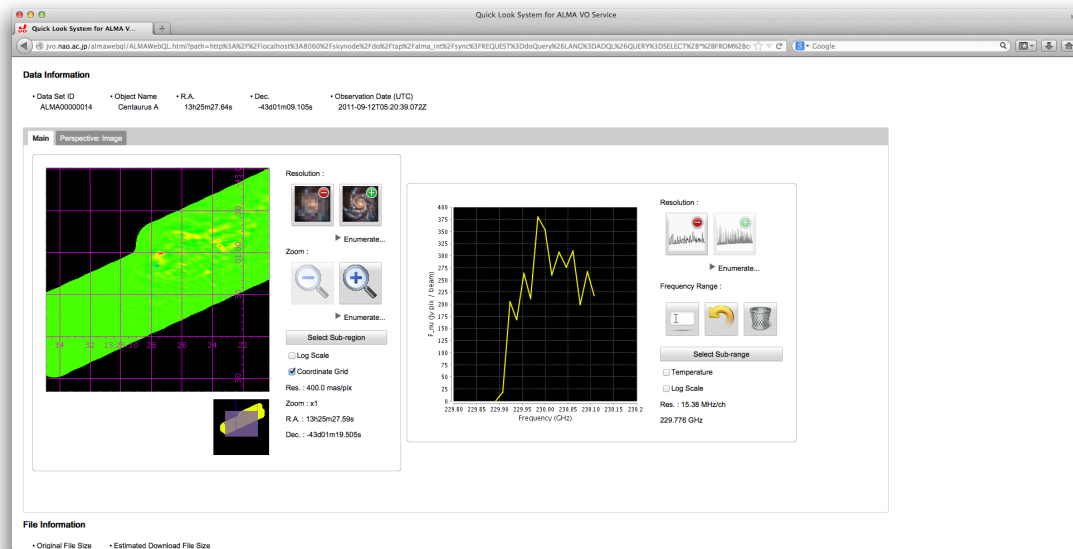 Quick Look System for ALMA VO Service
Quick Look System for ALMA V...
jvo.nao.ac.jp/almawebql/ALMAWebQL.html?path=http%3A%2F%2Flocalhost%3A8060%2Fskynode%2Fdo%2Ftap%2Falma_int%2Fsync%3FREQUEST%3DdoQuery%26LANG%3DADQL%26QUERY%3DSELECT%2B*%2BFROM%2B
Google
Data Information
• Data Set ID • Object Name • R.A. • Dec. • Observation Date (UTC)
ALMA00000014 Centaurus A 13h25m27.64s -43d01m09.105s 2011-09-12T05:20:39.072Z
Main Perspective: Image
Resolution :
Enumerate...
Zoom :
Enumerate...
Select Sub-region
Log Scale
Coordinate Grid
Res. : 400.0 mas/pix
Zoom : x1
R.A. : 13h25m27.59s
Dec. : -43d01m19.505s
34 32 28 26 24 22
F_nu (Jy pix / beam)
400
375
350
325
300
275
250
225
200
175
150
125
100
75
50
25
0
229.80 229.85 229.90 229.95 230.00 230.05 230.10 230.15 230.2
Frequency (GHz)
Resolution :
Enumerate...
Frequency Range :
Select Sub-range
Temperature
Log Scale
Res. : 15.38 MHz/ch
229.776 GHz
File Information
• Original File Size • Estimated Download File Size